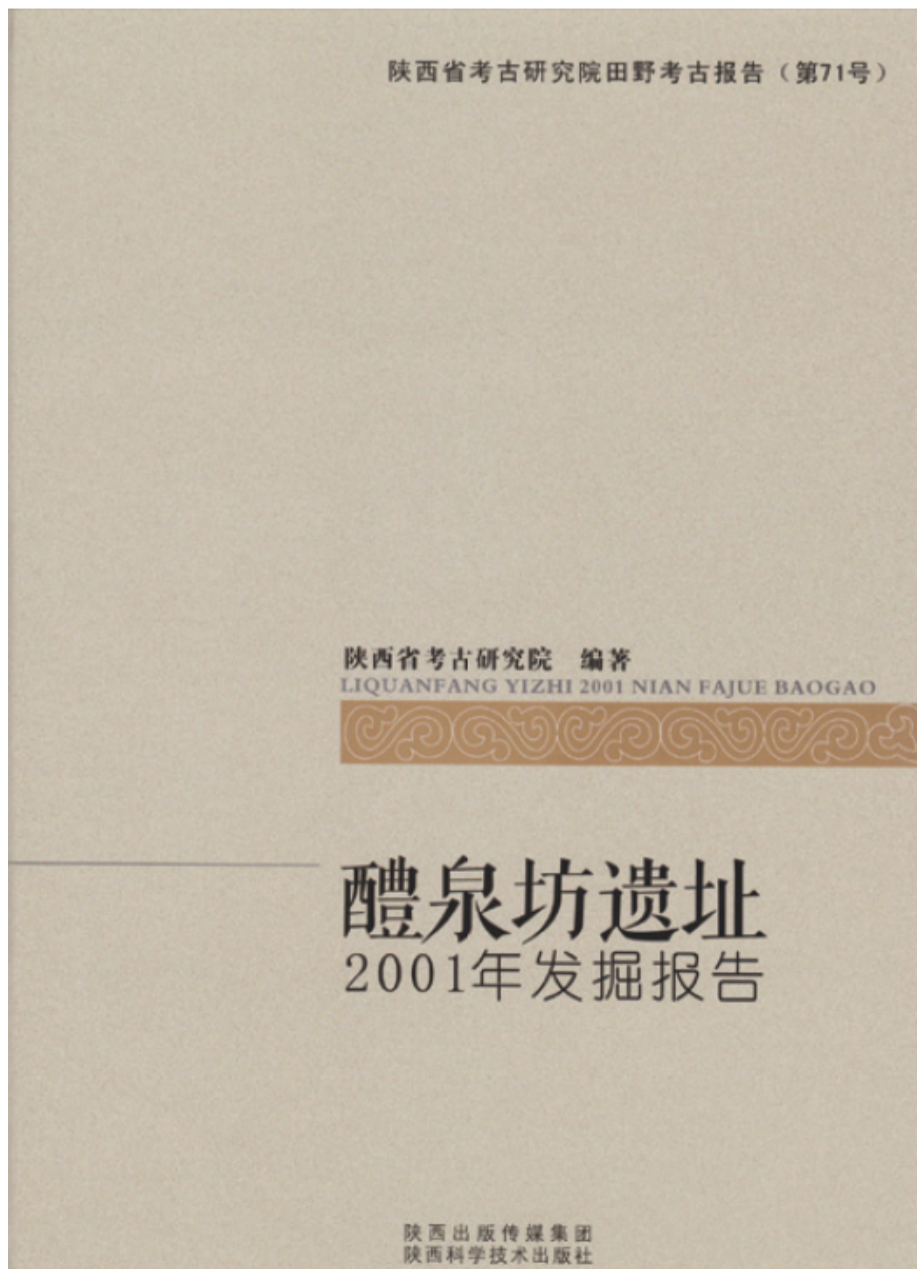 陕西省考古研究院田野考古报告（第71号）
陕西省考古研究院 编著
LIQUANFANG YIZHI 2001 NIAN FAJUE BAOGAO
醴泉坊遗址
2001年发掘报告
陕西出版传媒集团
陕西科学技术出版社